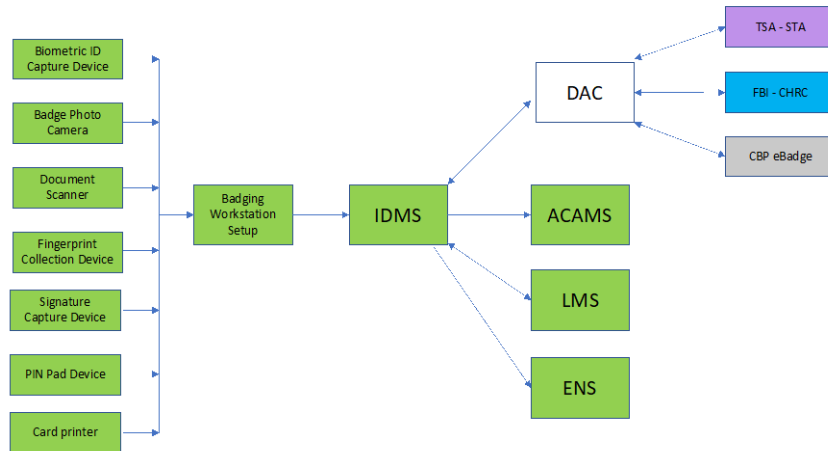 Biometric ID
Capture Device
Badge Photo
Camera
Document
Scanner
Fingerprint
Collection Device
Signature
Capture Device
PIN Pad Device
Card printer
Badging
Workstation
Setup
IDMS
DAC
ACAMS
LMS
ENS
TSA - STA
FBI - CHRC
CBP eBadge